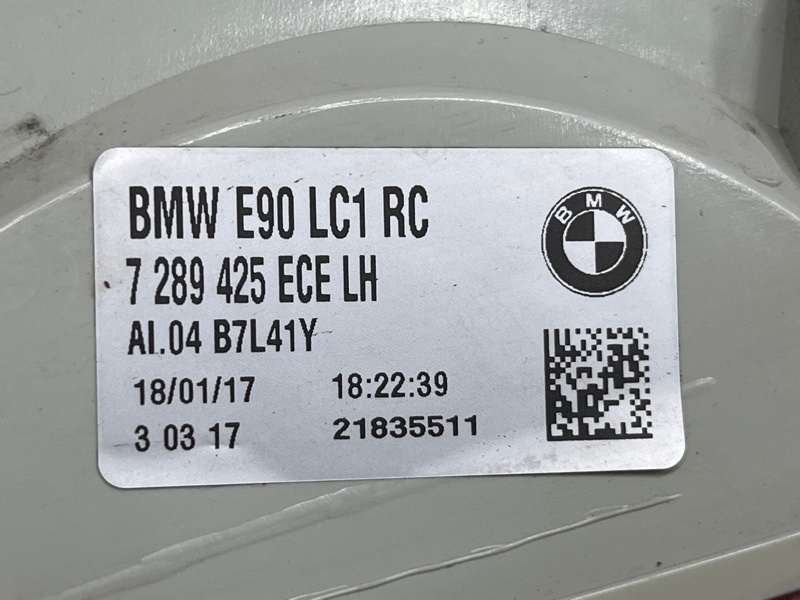 BMW E90 LC1 RC
BMW
7 289 425 ECE LH
AI.04 B7L41Y
18/01/17 18:22:39
3 03 17 21835511